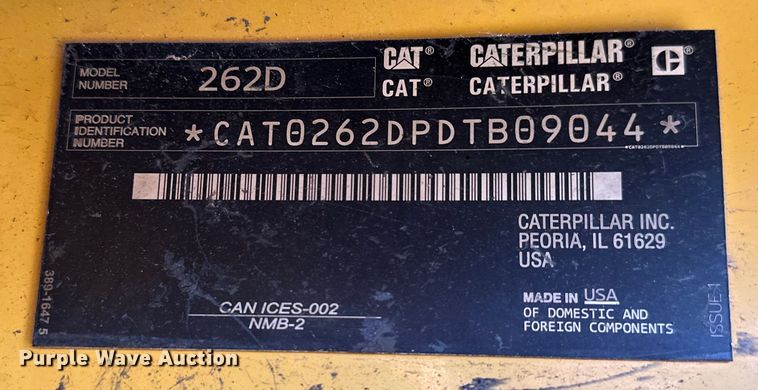 MODEL
NUMBER
262D
CAT® CATERPILLAR®
CAT® CATERPILLAR®
C
PRODUCT
IDENTIFICATION
NUMBER
*CAT0262DPDTB09044*
*CAT0262DPDTB09044*
CATERPILLAR INC.
PEORIA, IL 61629
USA
MADE IN USA
OF DOMESTIC AND
FOREIGN COMPONENTS
CAN ICES-002
NMB-2
389-1647 5
ISSUE-1
Purple Wave Auction